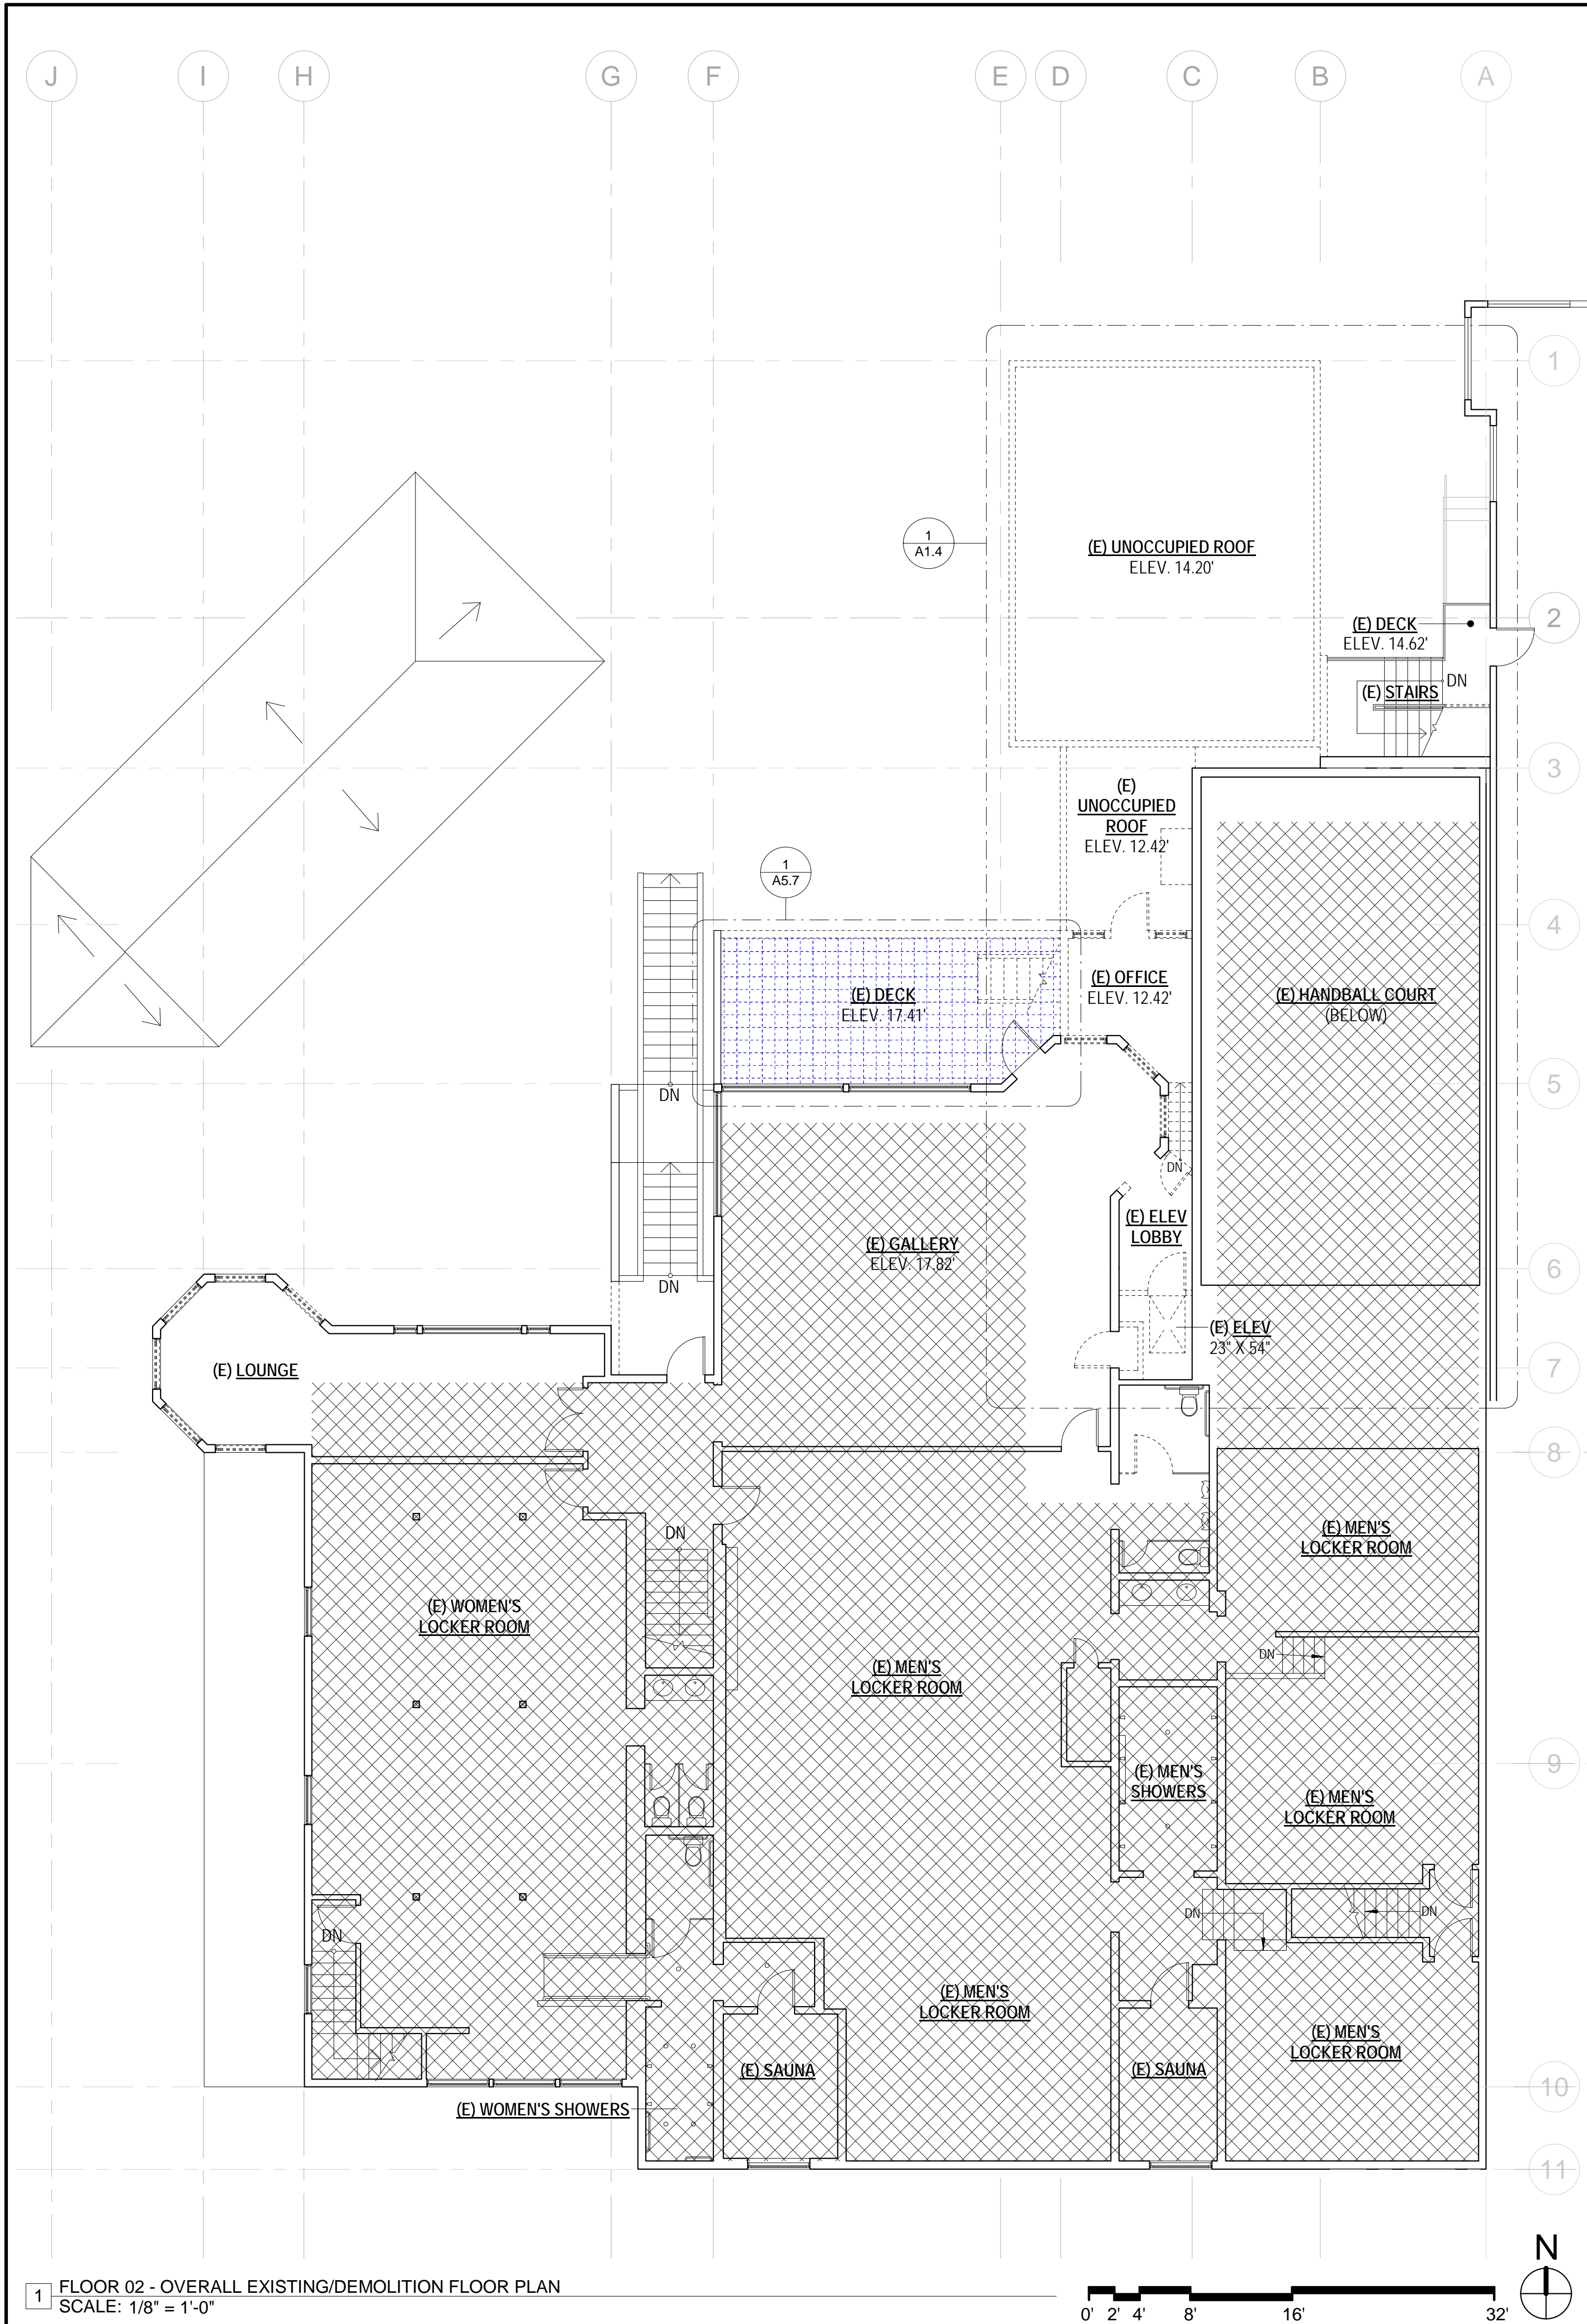 J I H G F E D C B A
1
1
A1.4
(E) UNOCCUPIED ROOF
ELEV. 14.20'
2
(E) DECK
ELEV. 14.62'
DN
(E) STAIRS
3
(E)
UNOCCUPIED
ROOF
ELEV. 12.42'
1
A5.7
4
(E) DECK
ELEV. 17.41'
(E) OFFICE
ELEV. 12.42'
(E) HANDBALL COURT
(BELOW)
5
DN
DN
(E) ELEV
LOBBY
(E) GALLERY
ELEV. 17.82'
6
DN
(E) ELEV
23" X 54"
7
(E) LOUNGE
8
DN
(E) MEN'S
LOCKER ROOM
(E) WOMEN'S
LOCKER ROOM
DN
(E) MEN'S
LOCKER ROOM
9
(E) MEN'S
SHOWERS
(E) MEN'S
LOCKER ROOM
DN
DN
DN
(E) MEN'S
LOCKER ROOM
(E) MEN'S
LOCKER ROOM
(E) SAUNA
(E) SAUNA
10
(E) WOMEN'S SHOWERS
11
N
1
FLOOR 02 - OVERALL EXISTING/DEMOLITION FLOOR PLAN
SCALE: 1/8" = 1'-0"
0' 2' 4' 8' 16' 32'